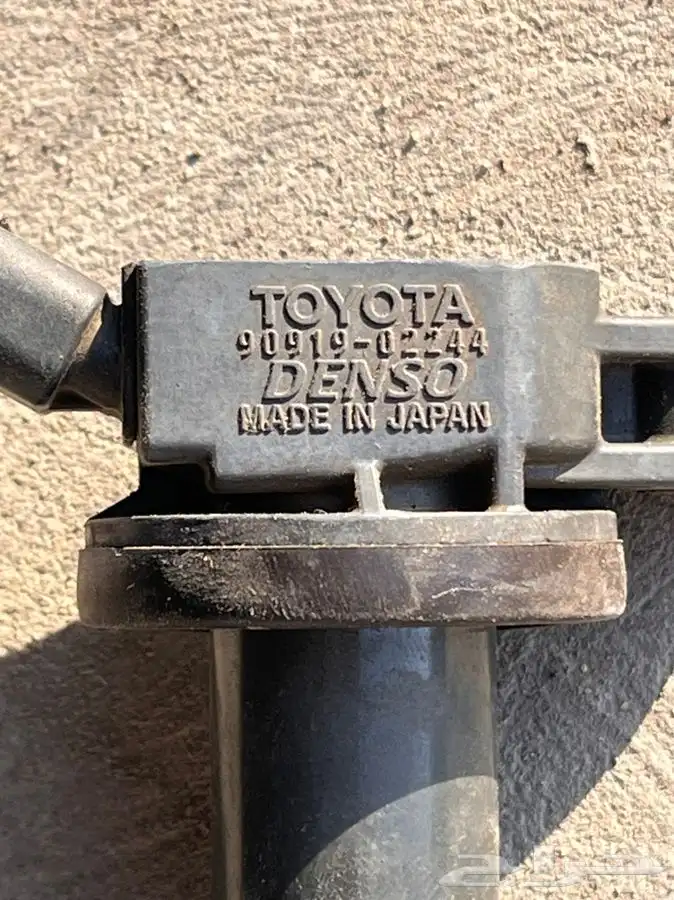 TOYOTA
90919-02244
DENSO
MADE IN JAPAN